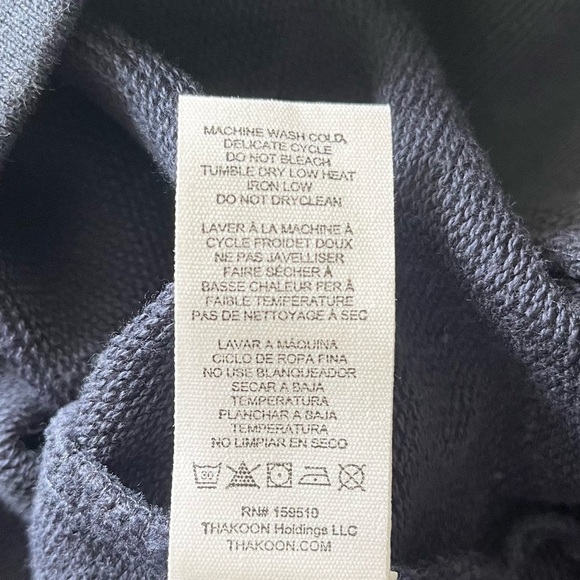 MACHINE WASH COLD,
DELICATE CYCLE
DO NOT BLEACH
TUMBLE DRY LOW HEAT
IRON LOW
DO NOT DRYCLEAN
LAVER À LA MACHINE À
CYCLE FROIDET DOUX
NE PAS JAVELLISER
FAIRE SÉCHER À
BASSE CHALEUR FER À
FAIBLE TEMPÉRATURE
PAS DE NETTOYAGE À SEC
LAVAR A MÁQUINA
CICLO DE ROPA FINA
NO USE BLANQUEADOR
SECAR A BAJA
TEMPERATURA
PLANCHAR A BAJA
TEMPERATURA
NO LIMPIAR EN SECO
30
RN# 159510
THAKOON Holdings LLC
THAKOON.COM